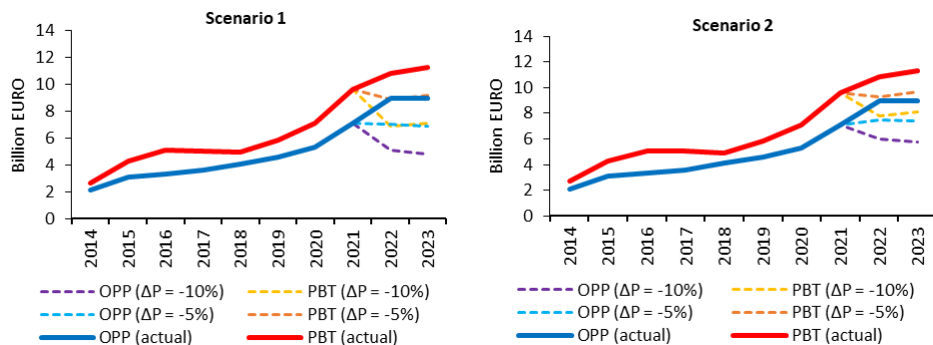 Scenario 1
Billion EURO
14
12
10
8
6
4
2
0
2014
2015
2016
2017
2018
2019
2020
2021
2022
2023
OPP (ΔP = -10%)
PBT (ΔP = -10%)
OPP (ΔP = -5%)
PBT (ΔP = -5%)
OPP (actual)
PBT (actual)
Scenario 2
Billion EURO
14
12
10
8
6
4
2
0
2014
2015
2016
2017
2018
2019
2020
2021
2022
2023
OPP (ΔP = -10%)
PBT (ΔP = -10%)
OPP (ΔP = -5%)
PBT (ΔP = -5%)
OPP (actual)
PBT (actual)